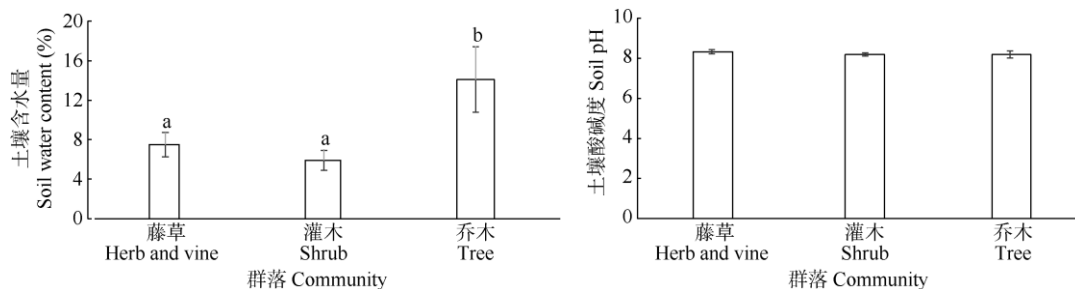 土壤含水量
Soil water content (%)
20
16
12
8
4
0
a
a
b
藤草
Herb and vine
灌木
Shrub
乔木
Tree
群落 Community
土壤酸碱度 Soil pH
10
8
6
4
2
0
藤草
Herb and vine
灌木
Shrub
乔木
Tree
群落 Community